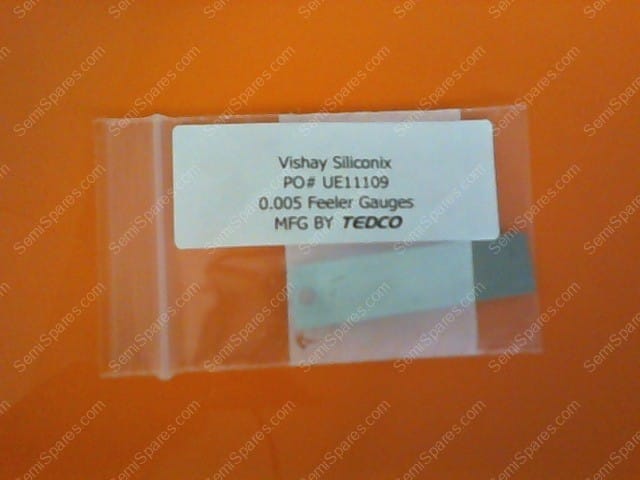 Vishay Siliconix
PO# UE11109
0.005 Feeler Gauges
MFG BY TEDCO
SemiSpares.com